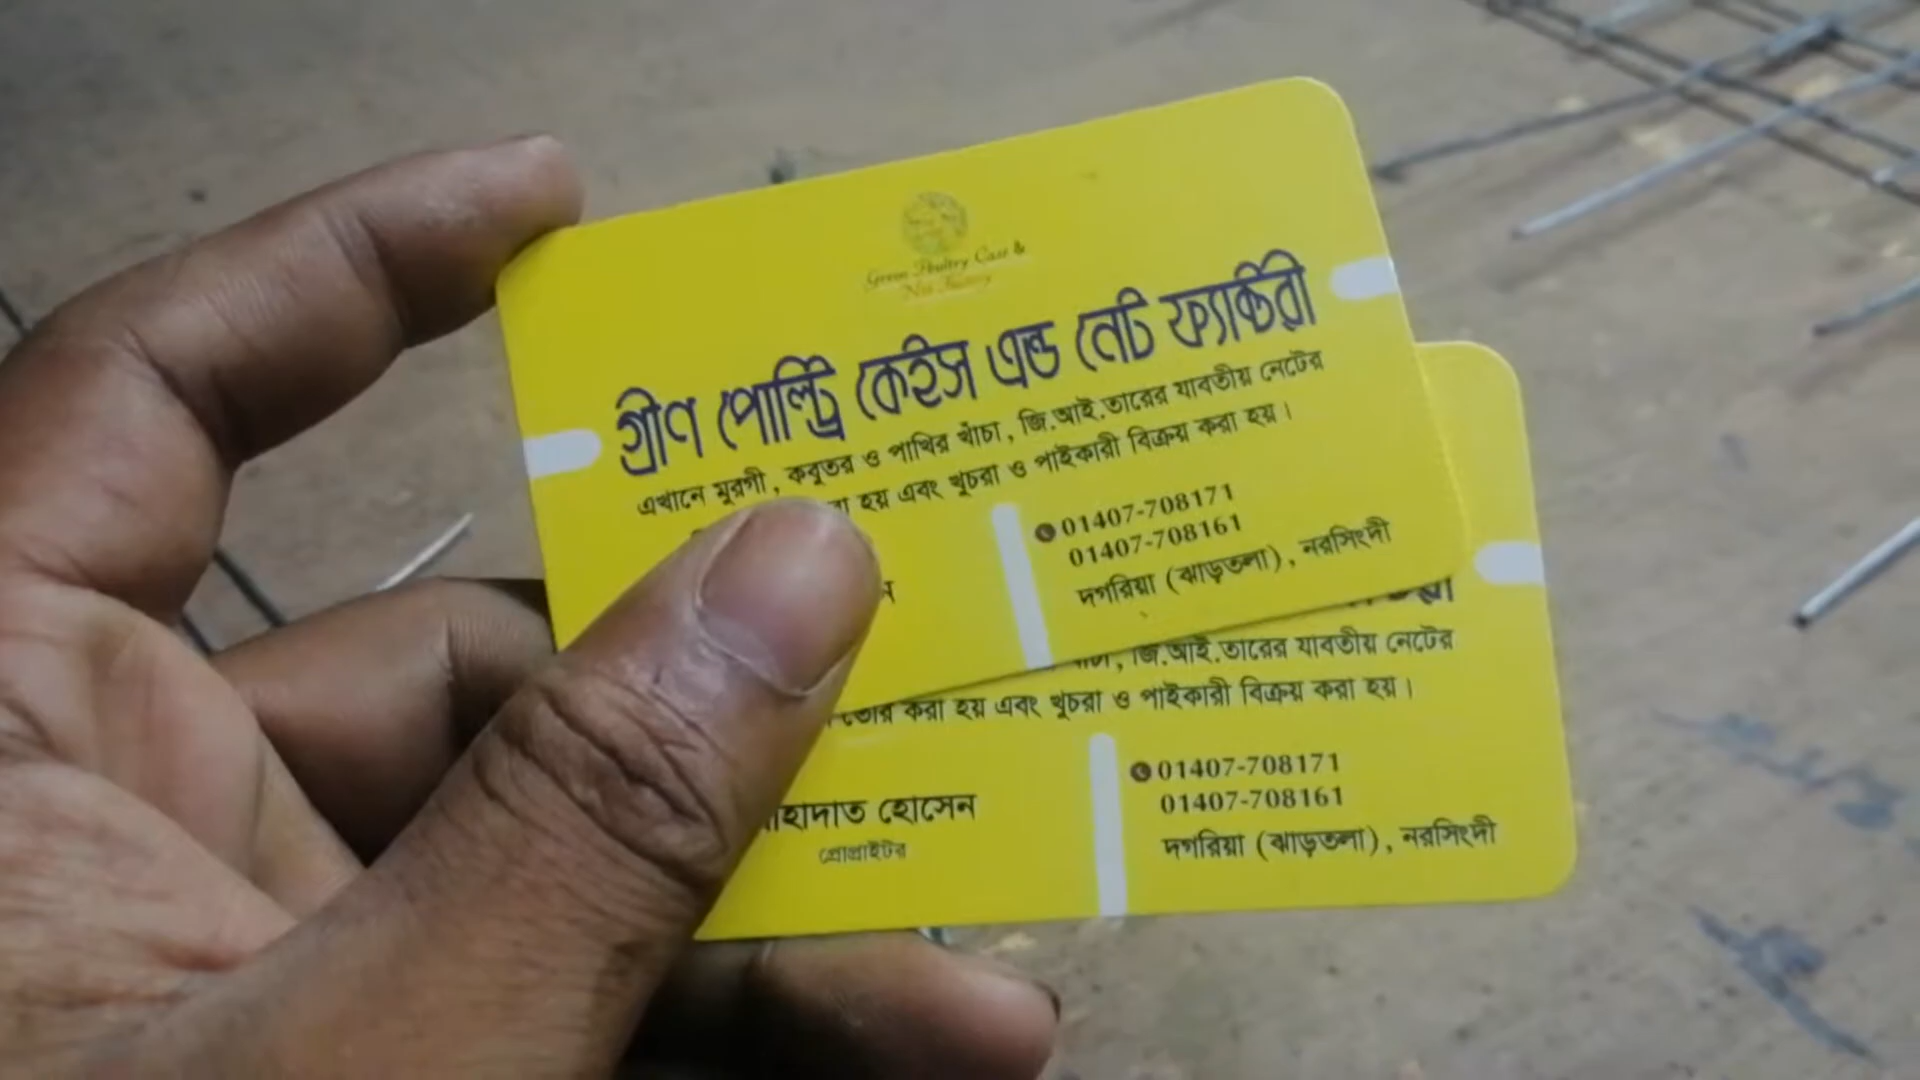 Green Poultry Case &
Net Factory
গ্রীণ পোল্ট্রি কেইস এন্ড নেট ফ্যাক্টরী
এখানে মুরগী, কবুতর ও পাখির খাঁচা, জি.আই.তারের যাবতীয় নেটের
হয় এবং খুচরা ও পাইকারী বিক্রয় করা হয়।
01407-708171
01407-708161
দগরিয়া (ঝাড়তলা), নরসিংদী
জি.আই.তারের যাবতীয় নেটের
তৈরি করা হয় এবং খুচরা ও পাইকারী বিক্রয় করা হয়।
হোসেন
প্রোপ্রাইটর
01407-708171
01407-708161
দগরিয়া (ঝাড়তলা), নরসিংদী